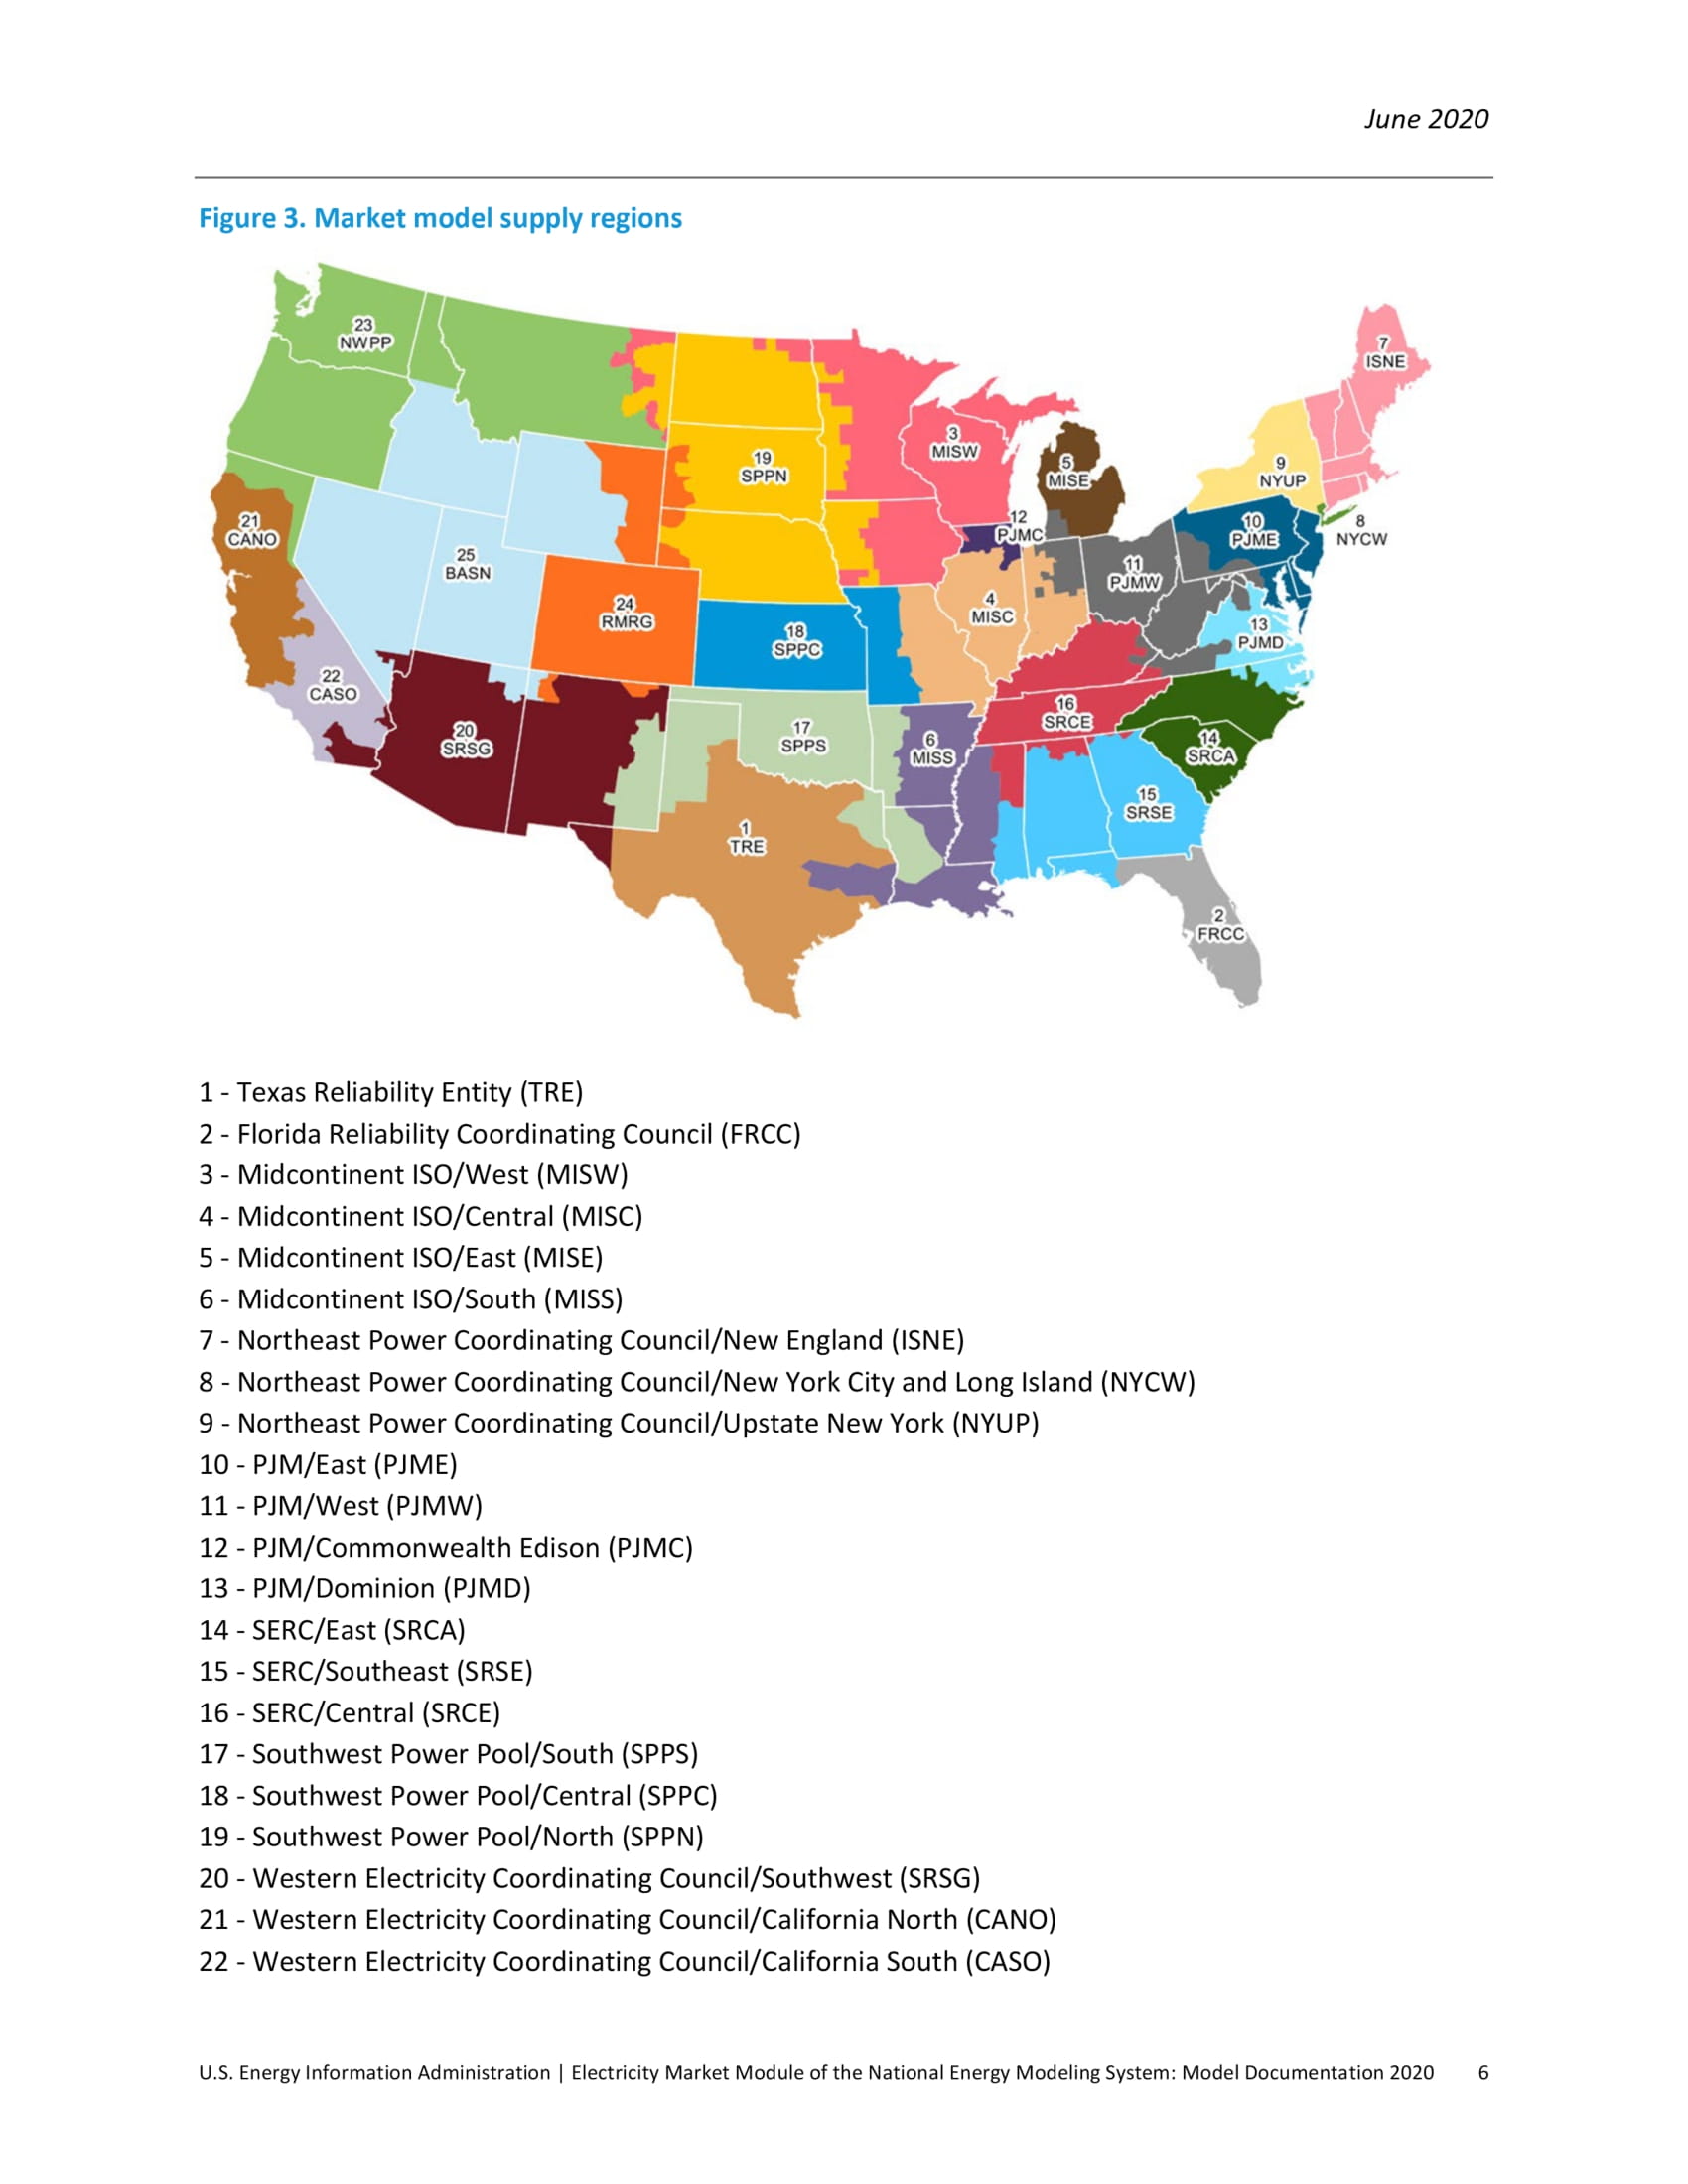 June 2020
Figure 3. Market model supply regions
23
NWPP
7
ISNE
3
MISW
19
SPPN
5
MISE
9
NYUP
21
CANO
12
PJMC
10
PJME
8
NYCW
25
BASN
11
PJMW
24
RMRG
4
MISC
18
SPPC
13
PJMD
22
CASO
20
SRSG
17
SPPS
16
SRCE
6
MISS
14
SRCA
15
SRSE
1
TRE
2
FRCC
1 - Texas Reliability Entity (TRE)
2 - Florida Reliability Coordinating Council (FRCC)
3 - Midcontinent ISO/West (MISW)
4 - Midcontinent ISO/Central (MISC)
5 - Midcontinent ISO/East (MISE)
6 - Midcontinent ISO/South (MISS)
7 - Northeast Power Coordinating Council/New England (ISNE)
8 - Northeast Power Coordinating Council/New York City and Long Island (NYCW)
9 - Northeast Power Coordinating Council/Upstate New York (NYUP)
10 - PJM/East (PJME)
11 - PJM/West (PJMW)
12 - PJM/Commonwealth Edison (PJMC)
13 - PJM/Dominion (PJMD)
14 - SERC/East (SRCA)
15 - SERC/Southeast (SRSE)
16 - SERC/Central (SRCE)
17 - Southwest Power Pool/South (SPPS)
18 - Southwest Power Pool/Central (SPPC)
19 - Southwest Power Pool/North (SPPN)
20 - Western Electricity Coordinating Council/Southwest (SRSG)
21 - Western Electricity Coordinating Council/California North (CANO)
22 - Western Electricity Coordinating Council/California South (CASO)
U.S. Energy Information Administration | Electricity Market Module of the National Energy Modeling System: Model Documentation 2020 6